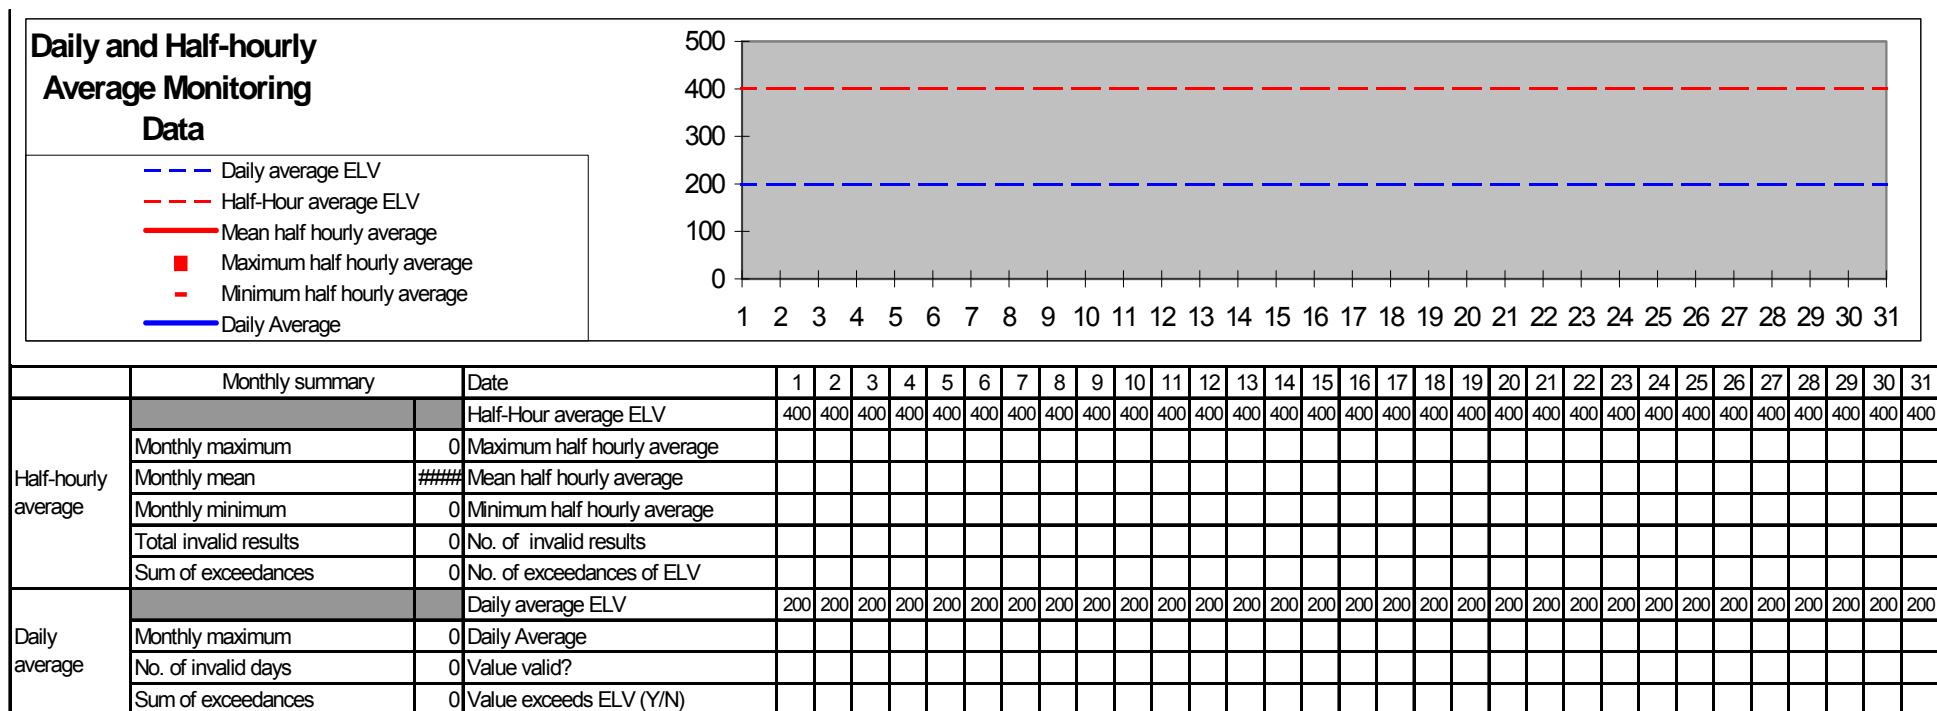 Daily and Half-hourly
Average Monitoring
Data
Daily average ELV
Half-Hour average ELV
Mean half hourly average
Maximum half hourly average
Minimum half hourly average
Daily Average
500
400
300
200
100
0
1 2 3 4 5 6 7 8 9 10 11 12 13 14 15 16 17 18 19 20 21 22 23 24 25 26 27 28 29 30 31
Monthly summary Date 1 2 3 4 5 6 7 8 9 10 11 12 13 14 15 16 17 18 19 20 21 22 23 24 25 26 27 28 29 30 31
Half-Hour average ELV 400 400 400 400 400 400 400 400 400 400 400 400 400 400 400 400 400 400 400 400 400 400 400 400 400 400 400 400 400 400 400
Half-hourly
average
Monthly maximum 0 Maximum half hourly average
Monthly mean #### Mean half hourly average
Monthly minimum 0 Minimum half hourly average
Total invalid results 0 No. of invalid results
Sum of exceedances 0 No. of exceedances of ELV
Daily average ELV 200 200 200 200 200 200 200 200 200 200 200 200 200 200 200 200 200 200 200 200 200 200 200 200 200 200 200 200 200 200 200
Daily
average
Monthly maximum 0 Daily Average
No. of invalid days 0 Value valid?
Sum of exceedances 0 Value exceeds ELV (Y/N)